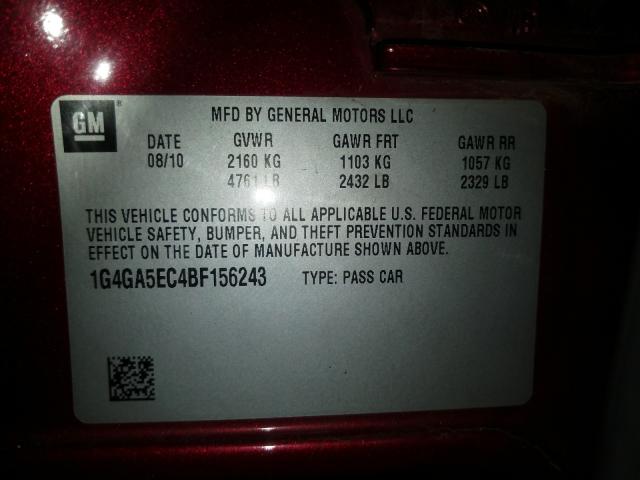 GM ®
MFD BY GENERAL MOTORS LLC
DATE GVWR GAWR FRT GAWR RR
08/10 2160 KG 1103 KG 1057 KG
4761 LB 2432 LB 2329 LB
THIS VEHICLE CONFORMS TO ALL APPLICABLE U.S. FEDERAL MOTOR
VEHICLE SAFETY, BUMPER, AND THEFT PREVENTION STANDARDS IN
EFFECT ON THE DATE OF MANUFACTURE SHOWN ABOVE.
1G4GA5EC4BF156243 TYPE: PASS CAR